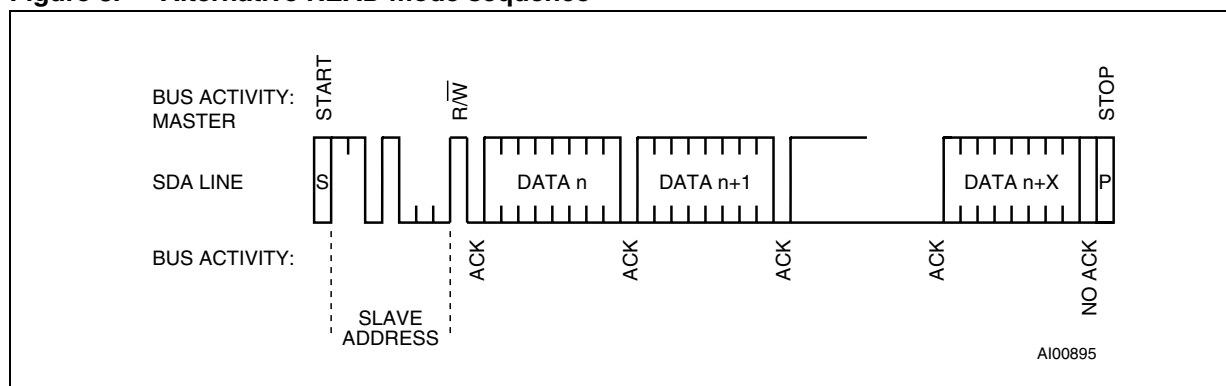 Figure 8. Alternative READ mode sequence
BUS ACTIVITY:
MASTER
START
R/W
STOP
SDA LINE
S
DATA n
DATA n+1
DATA n+X
P
BUS ACTIVITY:
ACK
ACK
ACK
ACK
NO ACK
SLAVE
ADDRESS
AI00895